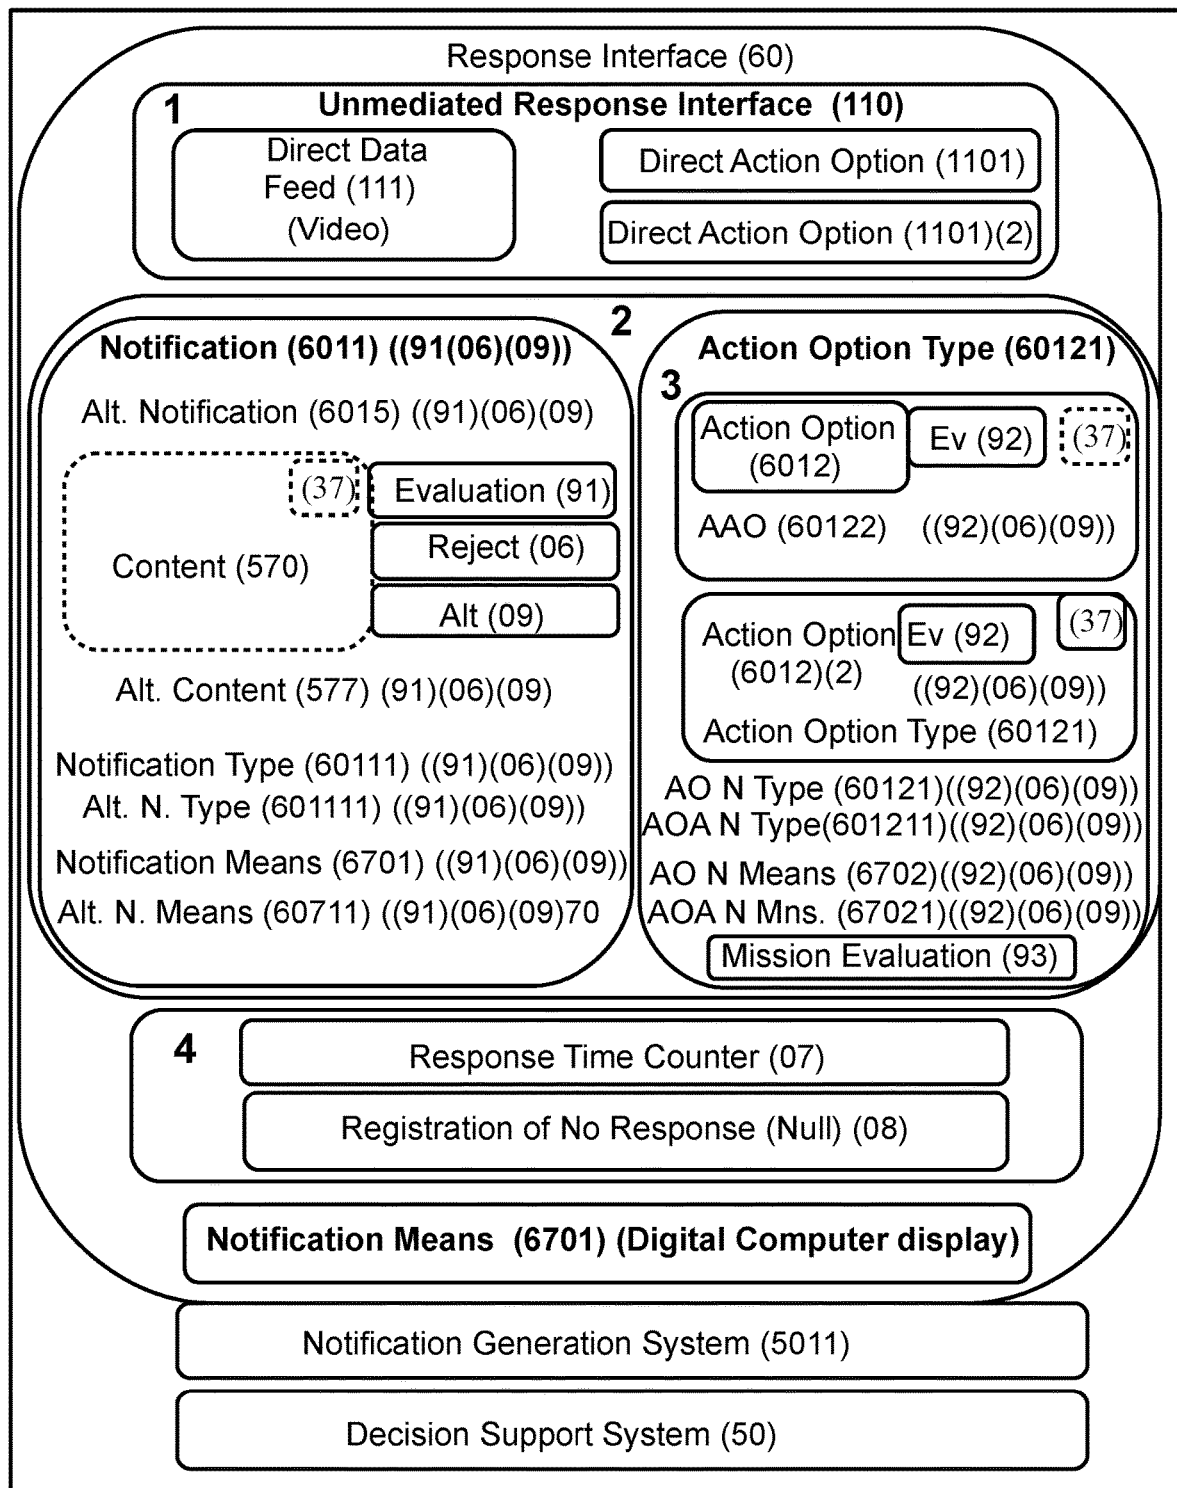 Response Interface (60)
1
Unmediated Response Interface (110)
Direct Data
Feed (111)
(Video)
Direct Action Option (1101)
Direct Action Option (1101)(2)
2
Notification (6011) ((91(06)(09))
Alt. Notification (6015) ((91)(06)(09)
(37)
Evaluation (91)
Reject (06)
Content (570)
Alt (09)
Alt. Content (577) (91)(06)(09)
Notification Type (60111) ((91)(06)(09))
Alt. N. Type (601111) ((91)(06)(09))
Notification Means (6701) ((91)(06)(09))
Alt. N. Means (60711) ((91)(06)(09)70
Action Option Type (60121)
3
Action Option
(6012)
Ev (92)
(37)
AAO (60122) ((92)(06)(09))
Action Option
(6012)(2)
Ev (92)
(37)
((92)(06)(09))
Action Option Type (60121)
AO N Type (60121)((92)(06)(09))
AOA N Type(601211)((92)(06)(09))
AO N Means (6702)((92)(06)(09))
AOA N Mns. (67021)((92)(06)(09))
Mission Evaluation (93)
4
Response Time Counter (07)
Registration of No Response (Null) (08)
Notification Means (6701) (Digital Computer display)
Notification Generation System (5011)
Decision Support System (50)